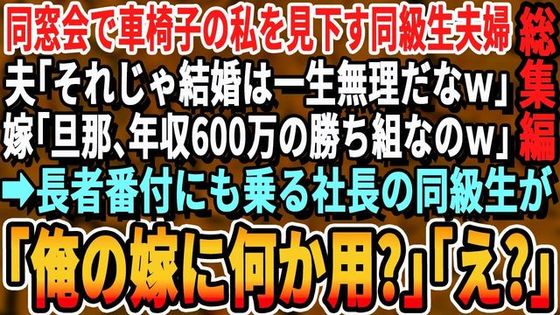 同窓会で車椅子の私を見下す同級生夫婦
夫「それじゃ結婚は一生無理だなw」
嫁「旦那、年収600万の勝ち組なのw」
➡長者番付にも乗る社長の同級生が
「俺の嫁に何か用?」「え?」
総集編